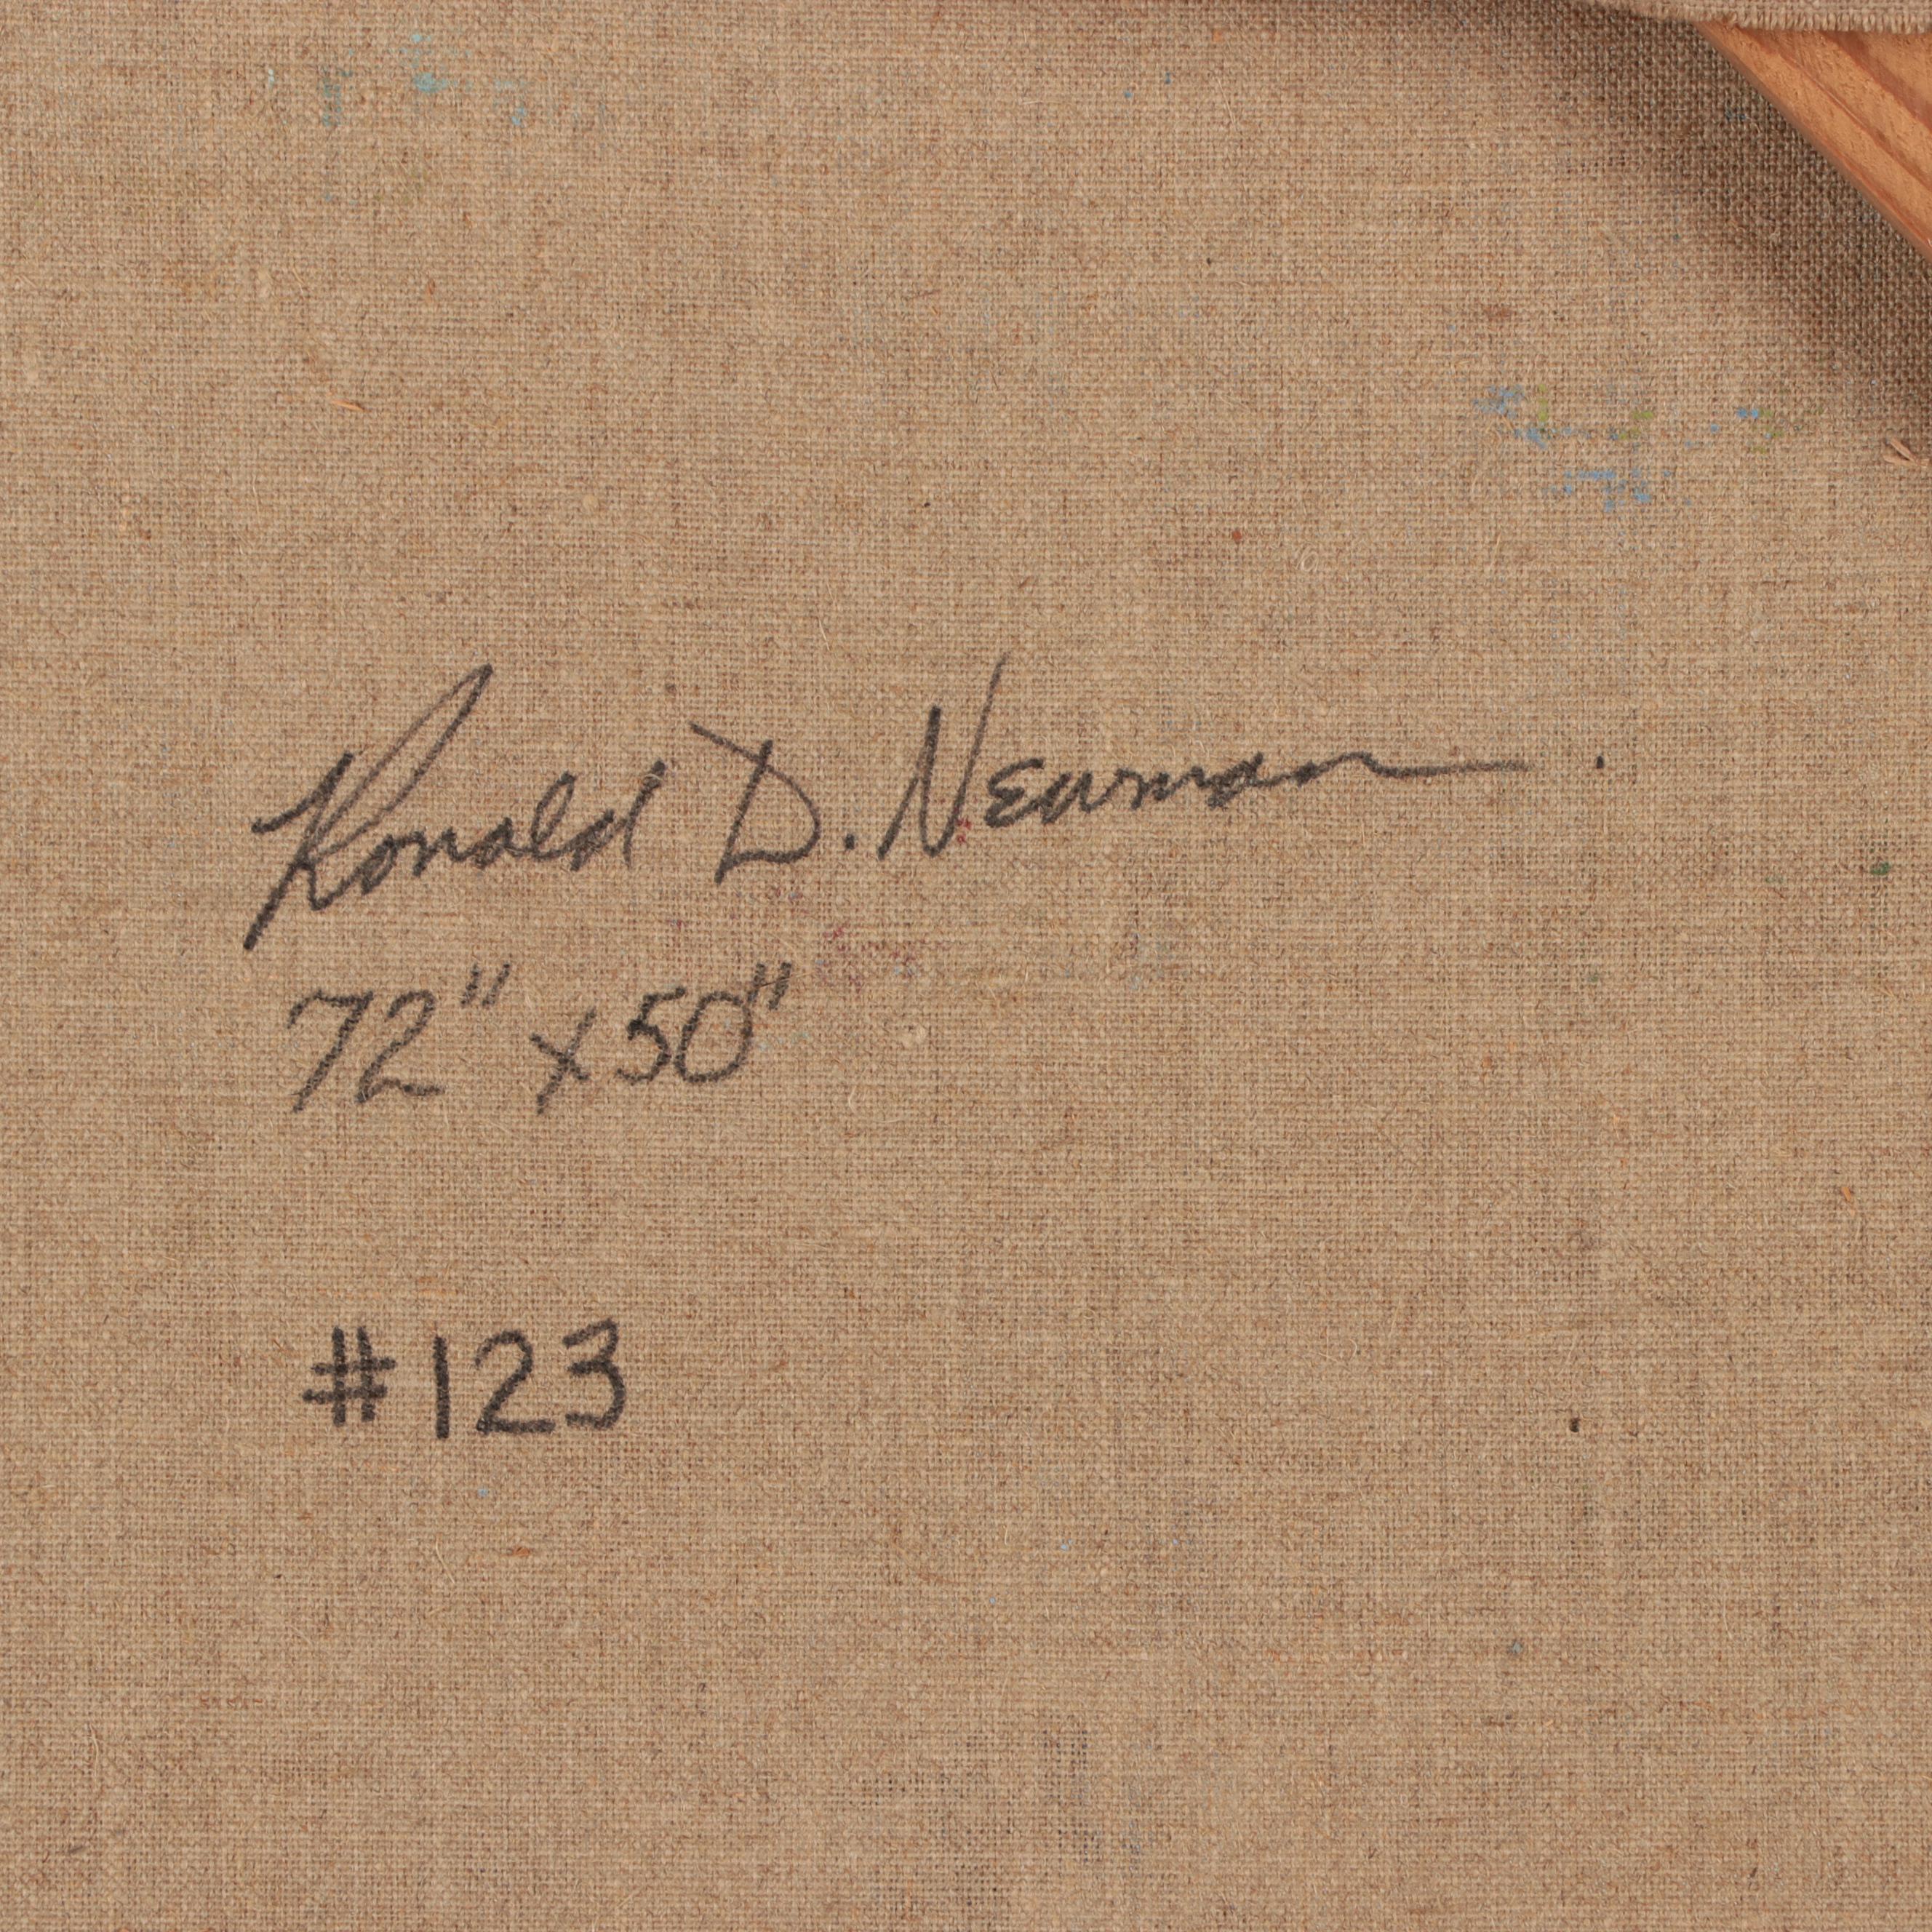 Ronald D. Newman
72" x 50"
#123